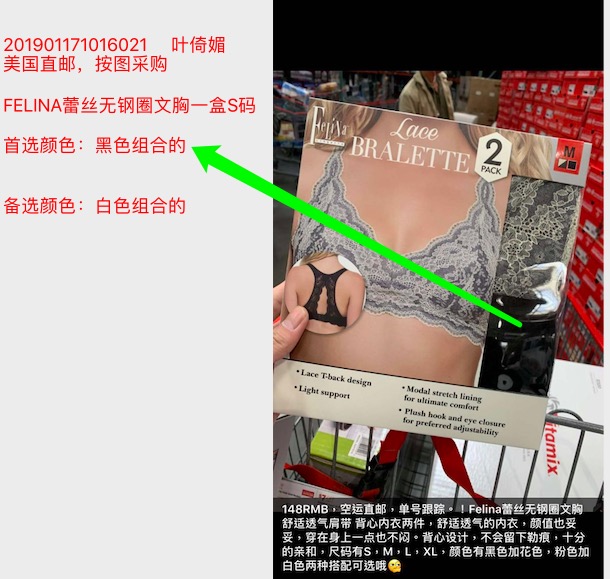 201901171016021 叶倚媚
美国直邮，按图采购
FELINA蕾丝无钢圈文胸一盒S码
首选颜色：黑色组合的
备选颜色：白色组合的
Felina
Lace
BRALETTE
2
PACK
M
• Lace T-back design
• Light support
• Modal stretch lining
for ultimate comfort
• Plush hook and eye closure
for preferred adjustability
tamix
148RMB，空运直邮，单号跟踪。！Felina蕾丝无钢圈文胸
舒适透气肩带 背心内衣两件，舒适透气的内衣，颜值也妥
妥，穿在身上一点也不闷。背心设计，不会留下勒痕，十分
的亲和，尺码有S，M，L，XL，颜色有黑色加花色，粉色加
白色两种搭配可选哦🧐